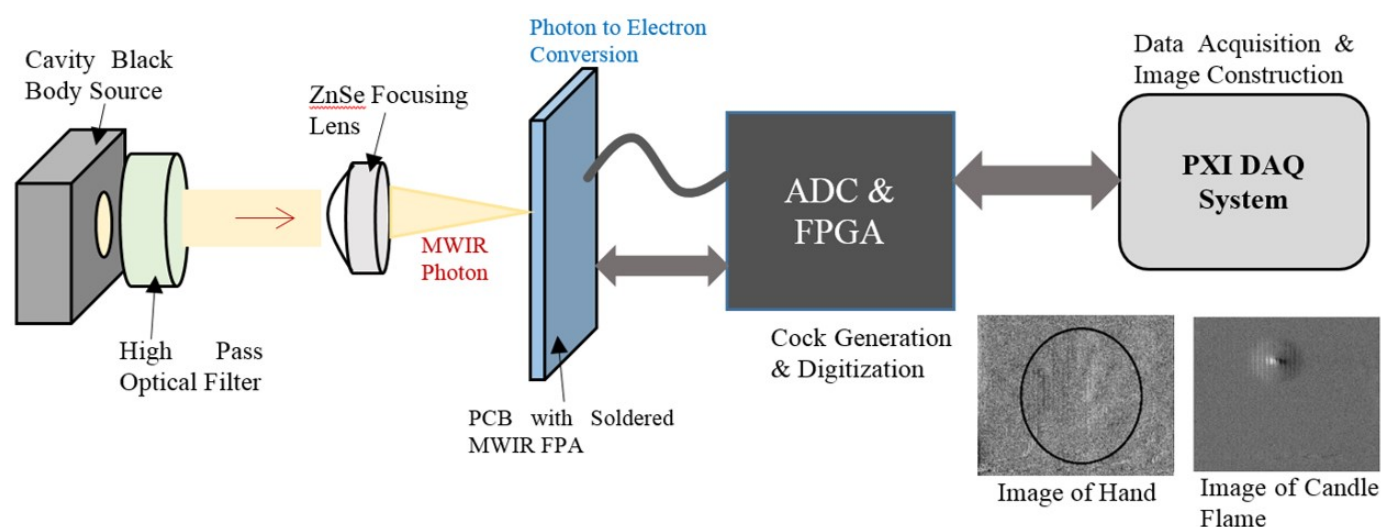 Cavity Black
Body Source
High Pass
Optical Filter
ZnSe Focusing
Lens
MWIR
Photon
Photon to Electron
Conversion
PCB with Soldered
MWIR FPA
ADC &
FPGA
Cock Generation
& Digitization
Data Acquisition &
Image Construction
PXI DAQ
System
Image of Hand
Image of Candle
Flame